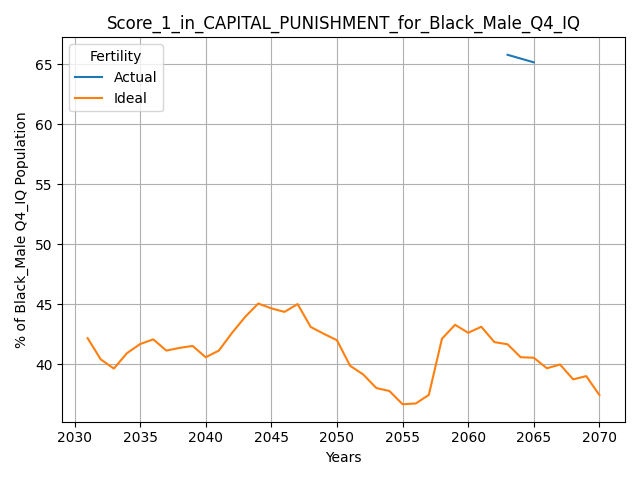 Score_1_in_CAPITAL_PUNISHMENT_for_Black_Male_Q4_IQ
Fertility
Actual
Ideal
% of Black_Male Q4_IQ Population
65
60
55
50
45
40
2030 2035 2040 2045 2050 2055 2060 2065 2070
Years